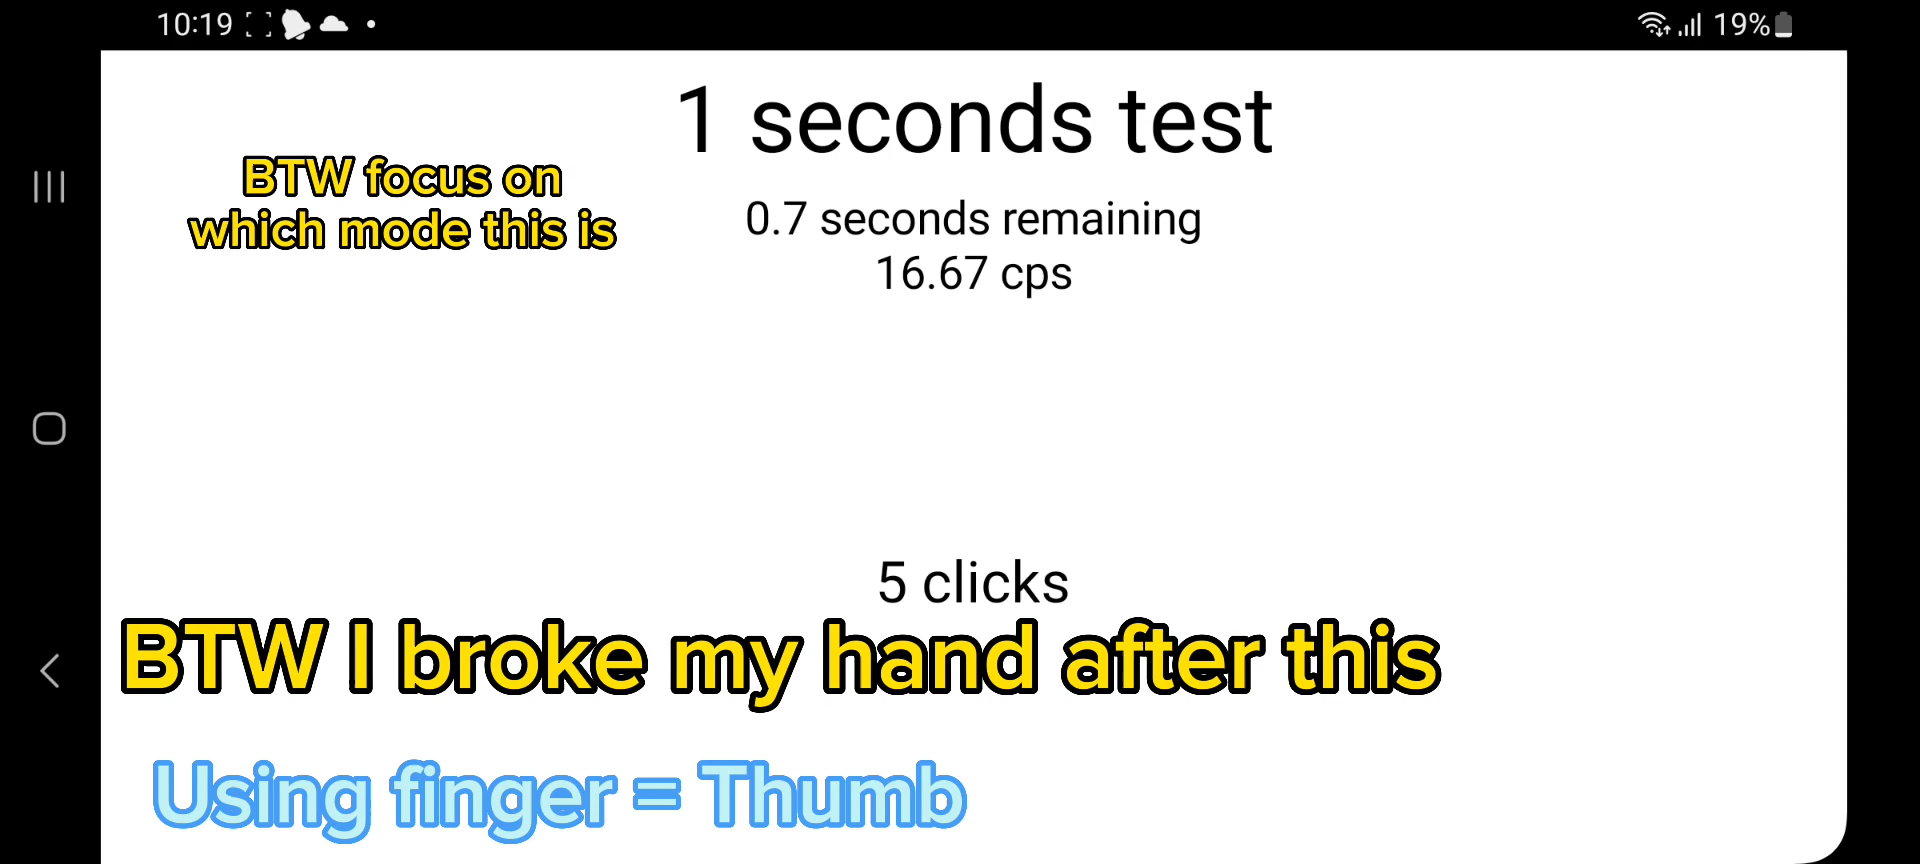 10:19
19%
1 seconds test
BTW focus on
which mode this is
0.7 seconds remaining
16.67 cps
5 clicks
BTW I broke my hand after this
Using finger = Thumb